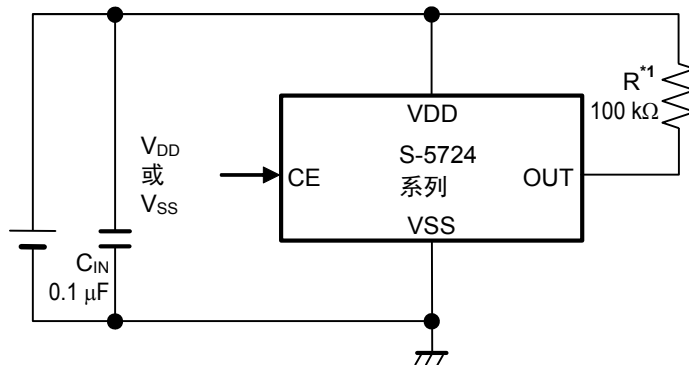 R*1
100 kΩ
VDD
S-5724
系列
CE
OUT
VSS
VDD
或
VSS
CIN
0.1 μF